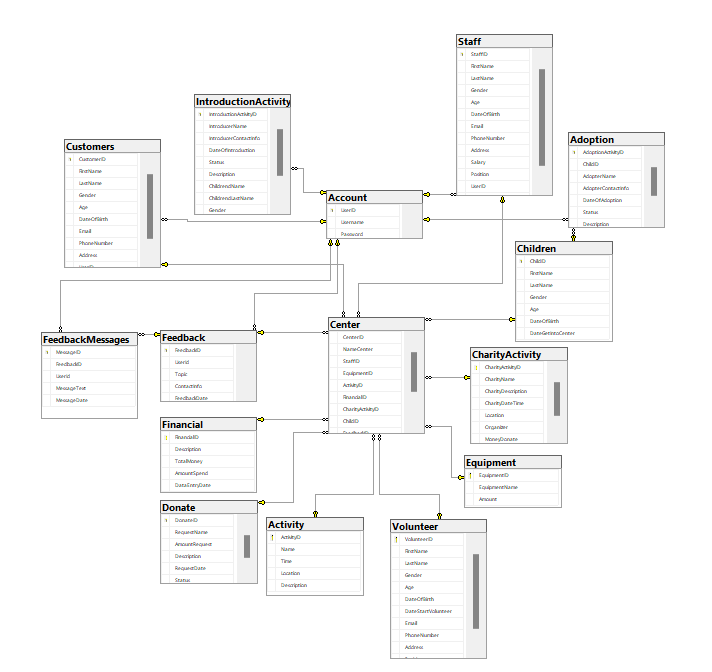 Staff
StaffID
FirstName
LastName
Gender
Age
DateOfBirth
Email
PhoneNumber
Address
Salary
Position
UserID
IntroductionActivity
IntroductionActivityID
IntroducerName
IntroducerContactInfo
DateOfIntroduction
Status
Description
ChildrendName
ChildrendLastName
Gender
Customers
CustomerID
FirstName
LastName
Gender
Age
DateOfBirth
Email
PhoneNumber
Address
Adoption
AdoptionActivityID
ChildID
AdopterName
AdopterContactInfo
DateOfAdoption
Status
Description
Account
UserID
Username
Password
Children
ChildID
FirstName
LastName
Gender
Age
DateOfBirth
DateGetIntoCenter
FeedbackMessages
MessageID
FeedbackID
UserId
MessageText
MessageDate
Feedback
FeedbackID
UserId
Topic
ContactInfo
FeedbackDate
Center
CenterID
NameCenter
StaffID
EquipmentID
ActivityID
FinandalID
CharityActivityID
ChildID
FeedbackID
CharityActivity
CharityActivityID
CharityName
CharityDescription
CharityDateTime
Location
Organizer
MoneyDonate
Financial
FinandalID
Description
TotalMoney
AmountSpend
DataEntryDate
Equipment
EquipmentID
EquipmentName
Amount
Donate
DonateID
RequestName
AmountRequest
Description
RequestDate
Status
Activity
ActivityID
Name
Time
Location
Description
Volunteer
VolunteerID
FirstName
LastName
Gender
Age
DateOfBirth
DateStartVolunteer
Email
PhoneNumber
Address